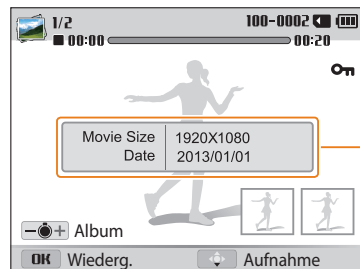 1/2 100-0002
00:00 00:20
Movie Size 1920X1080
Date 2013/01/01
Album
OK Wiederg. Aufnahme